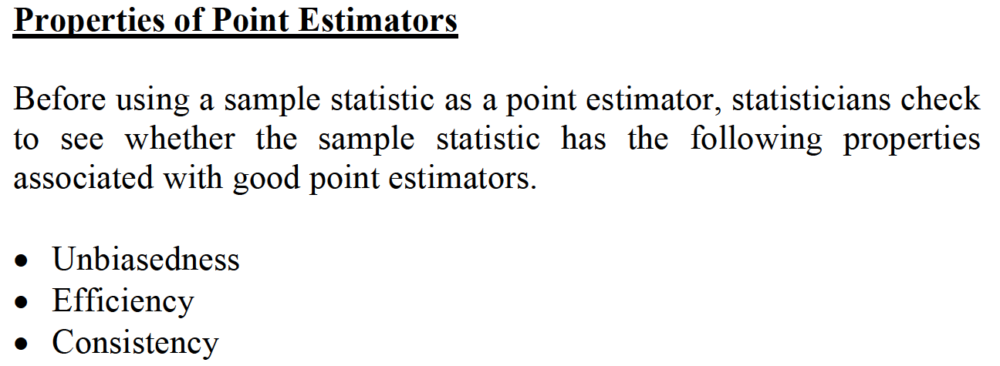 Properties of Point Estimators
Before using a sample statistic as a point estimator, statisticians check
to see whether the sample statistic has the following properties
associated with good point estimators.
• Unbiasedness
• Efficiency
• Consistency